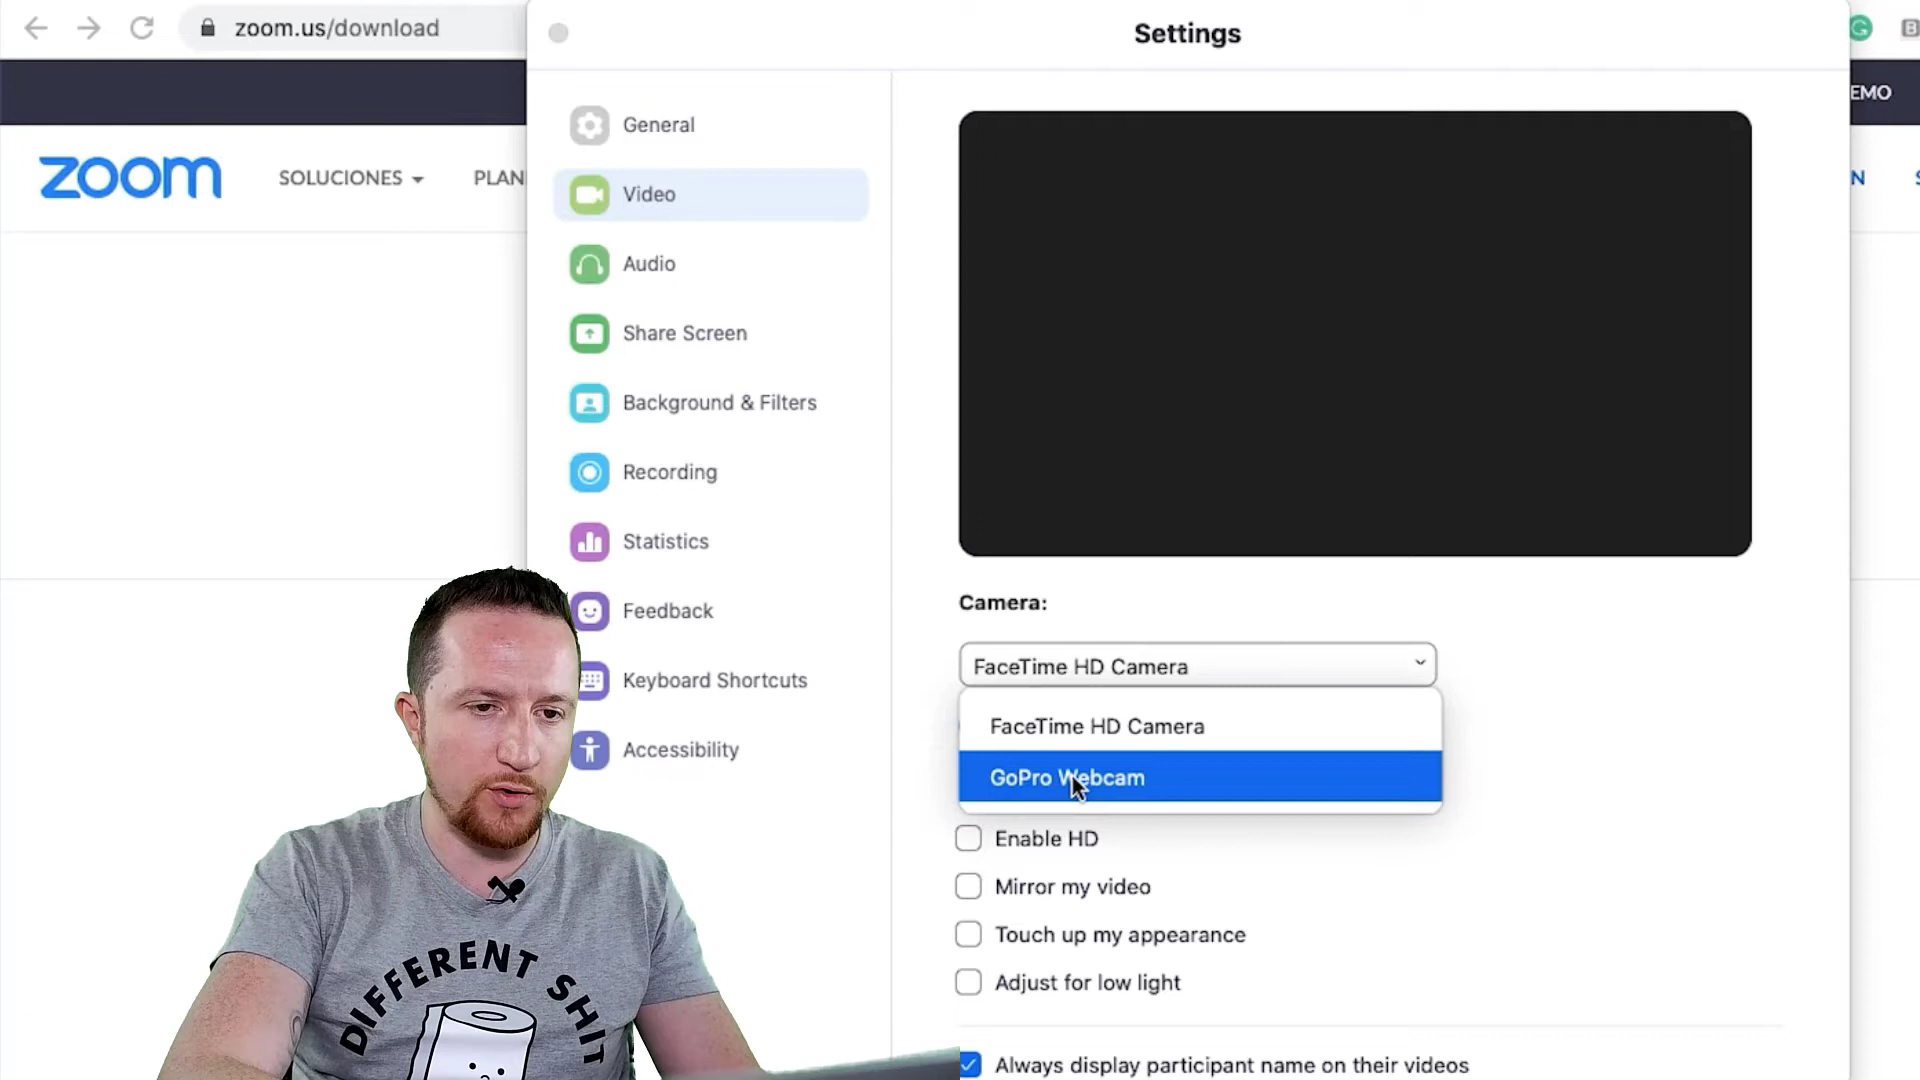 zoom.us/download
Settings
G
B
EMO
zoom
SOLUCIONES
PLAN
N
General
Video
Audio
Share Screen
Background & Filters
Recording
Statistics
Feedback
Keyboard Shortcuts
Accessibility
Camera:
FaceTime HD Camera
FaceTime HD Camera
GoPro Webcam
Enable HD
Mirror my video
Touch up my appearance
Adjust for low light
Always display participant name on their videos
DIFFERENT SHIT